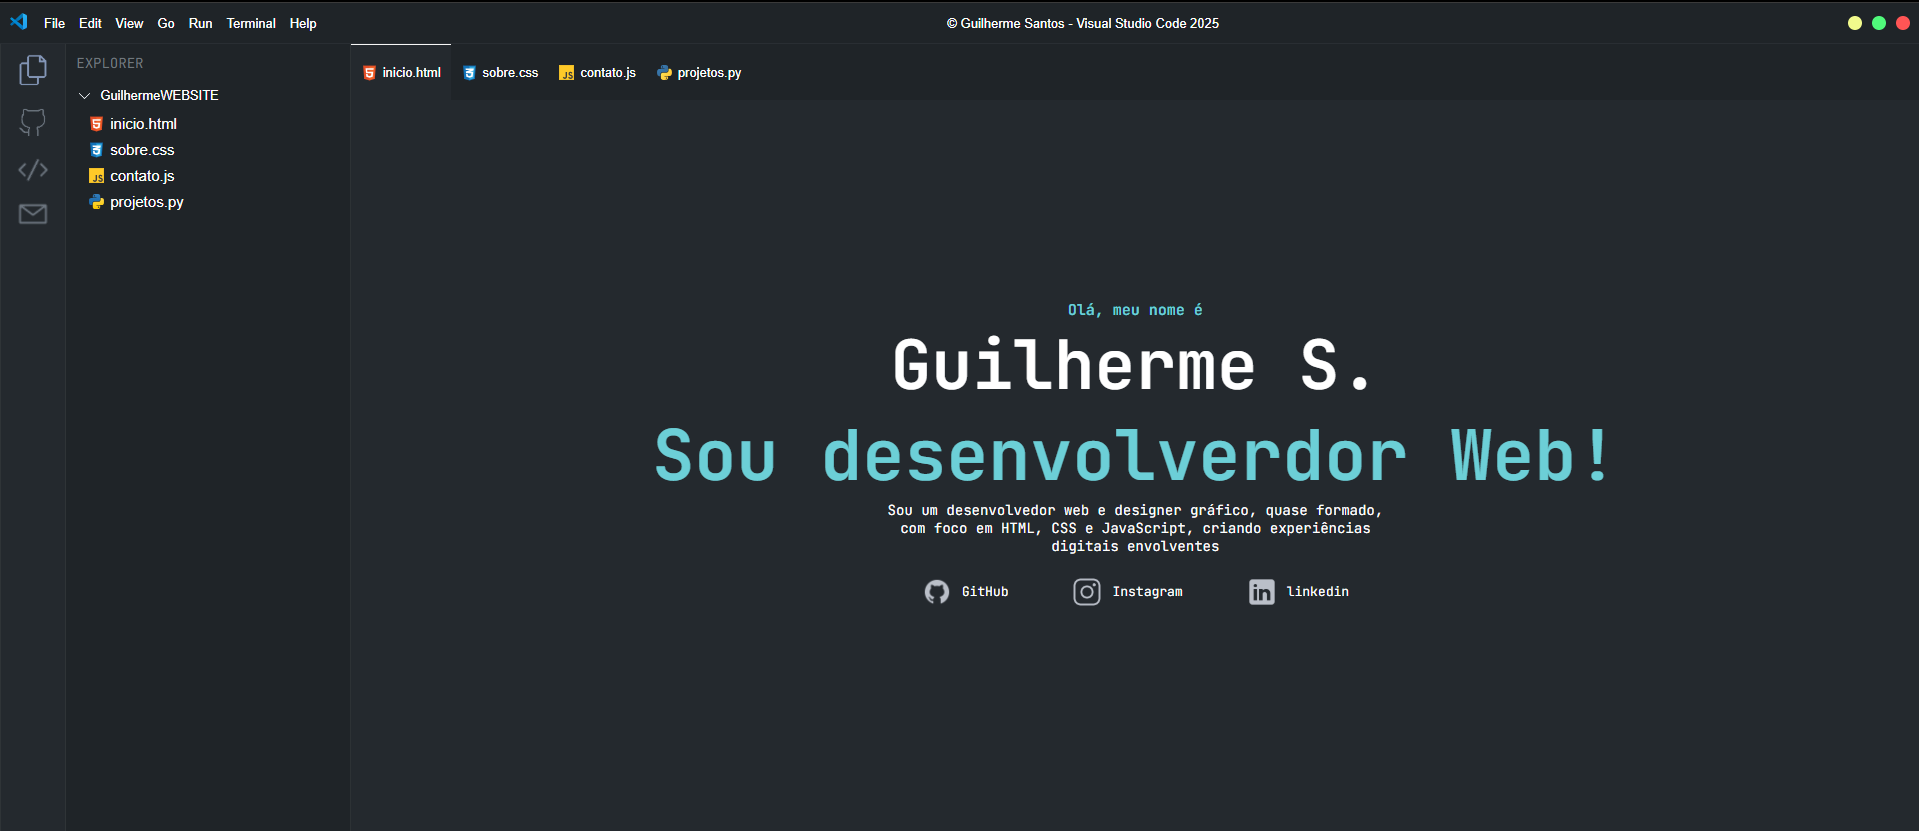 File Edit View Go Run Terminal Help
© Guilherme Santos - Visual Studio Code 2025
EXPLORER
GuilhermeWEBSITE
inicio.html
sobre.css
contato.js
projetos.py
inicio.html sobre.css contato.js projetos.py
Olá, meu nome é
Guilherme S.
Sou desenvolverdor Web!
Sou um desenvolvedor web e designer gráfico, quase formado,
com foco em HTML, CSS e JavaScript, criando experiências
digitais envolventes
GitHub Instagram linkedin